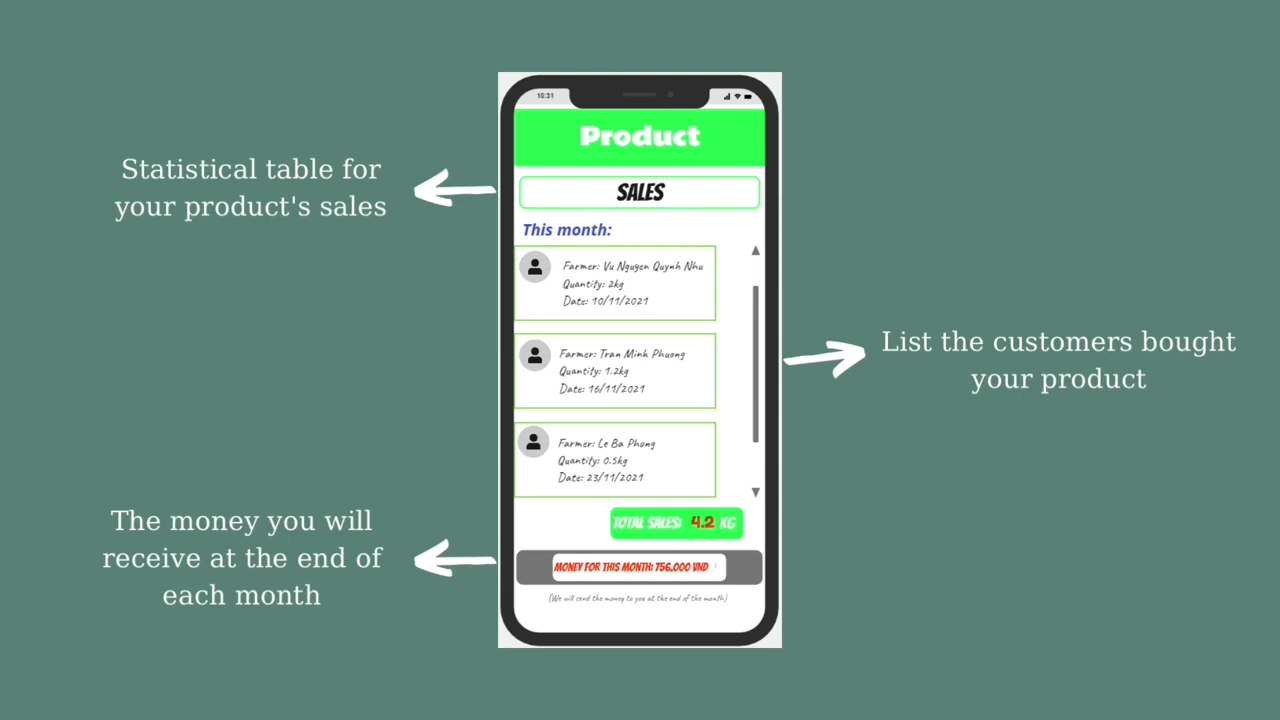 10:31
Product
SALES
This month:
Farmer: Vu Nguyen Quynh Nhu
Quantity: 2kg
Date: 10/11/2021
Farmer: Tran Minh Phuong
Quantity: 1.2kg
Date: 16/11/2021
Farmer: Le Ba Phong
Quantity: 0.5kg
Date: 23/11/2021
TOTAL SALES: 4.2 KG
MONEY FOR THIS MONTH: 756.000 VND
(We will send the money to you at the end of the month)
Statistical table for
your product's sales
The money you will
receive at the end of
each month
List the customers bought
your product